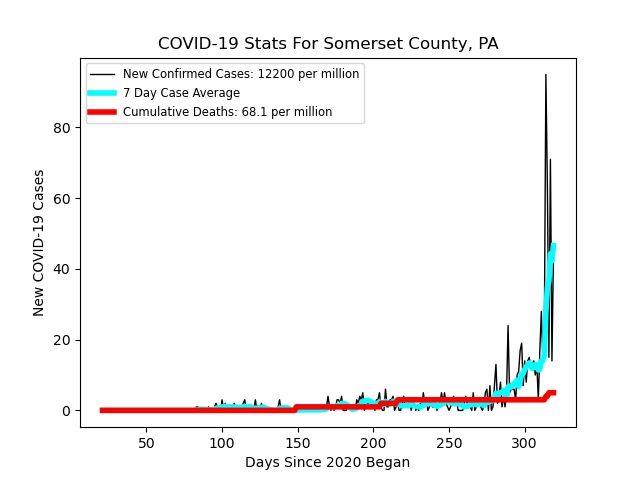 COVID-19 Stats For Somerset County, PA
New Confirmed Cases: 12200 per million
7 Day Case Average
Cumulative Deaths: 68.1 per million
New COVID-19 Cases
80
60
40
20
0
50 100 150 200 250 300
Days Since 2020 Began